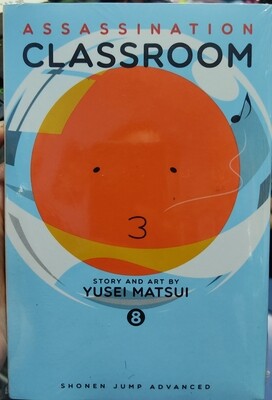 ASSASSINATION
CLASSROOM
STORY AND ART BY
YUSEI MATSUI
8
SHONEN JUMP ADVANCED